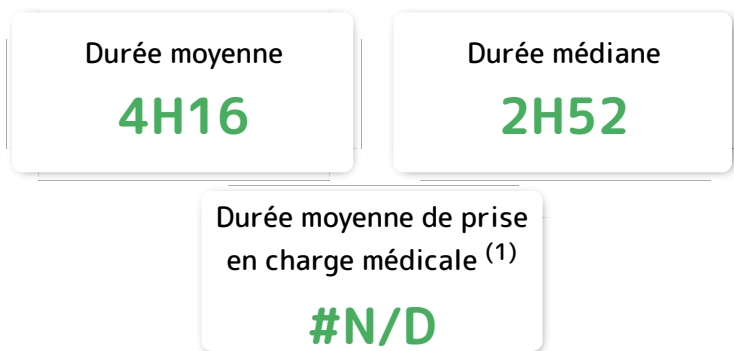 Durée moyenne
4H16
Durée médiane
2H52
Durée moyenne de prise
en charge médicale (1)
#N/D